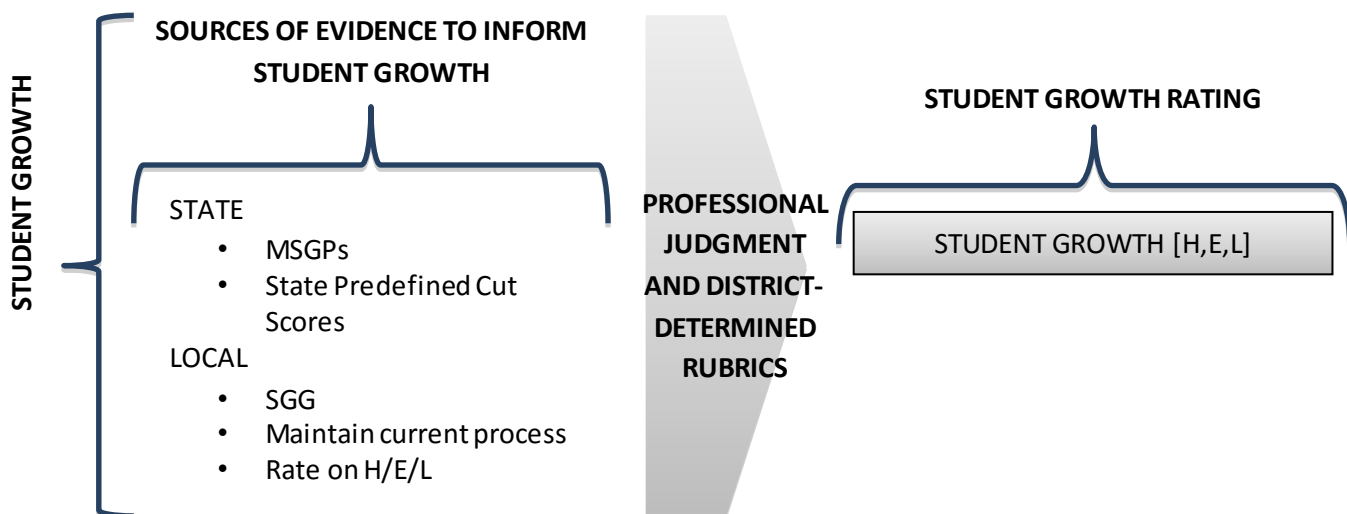 STUDENT GROWTH
SOURCES OF EVIDENCE TO INFORM
STUDENT GROWTH
STATE
• MSGPs
• State Predefined Cut
Scores
LOCAL
• SGG
• Maintain current process
• Rate on H/E/L
PROFESSIONAL
JUDGMENT
AND DISTRICT-
DETERMINED
RUBRICS
STUDENT GROWTH RATING
STUDENT GROWTH [H,E,L]